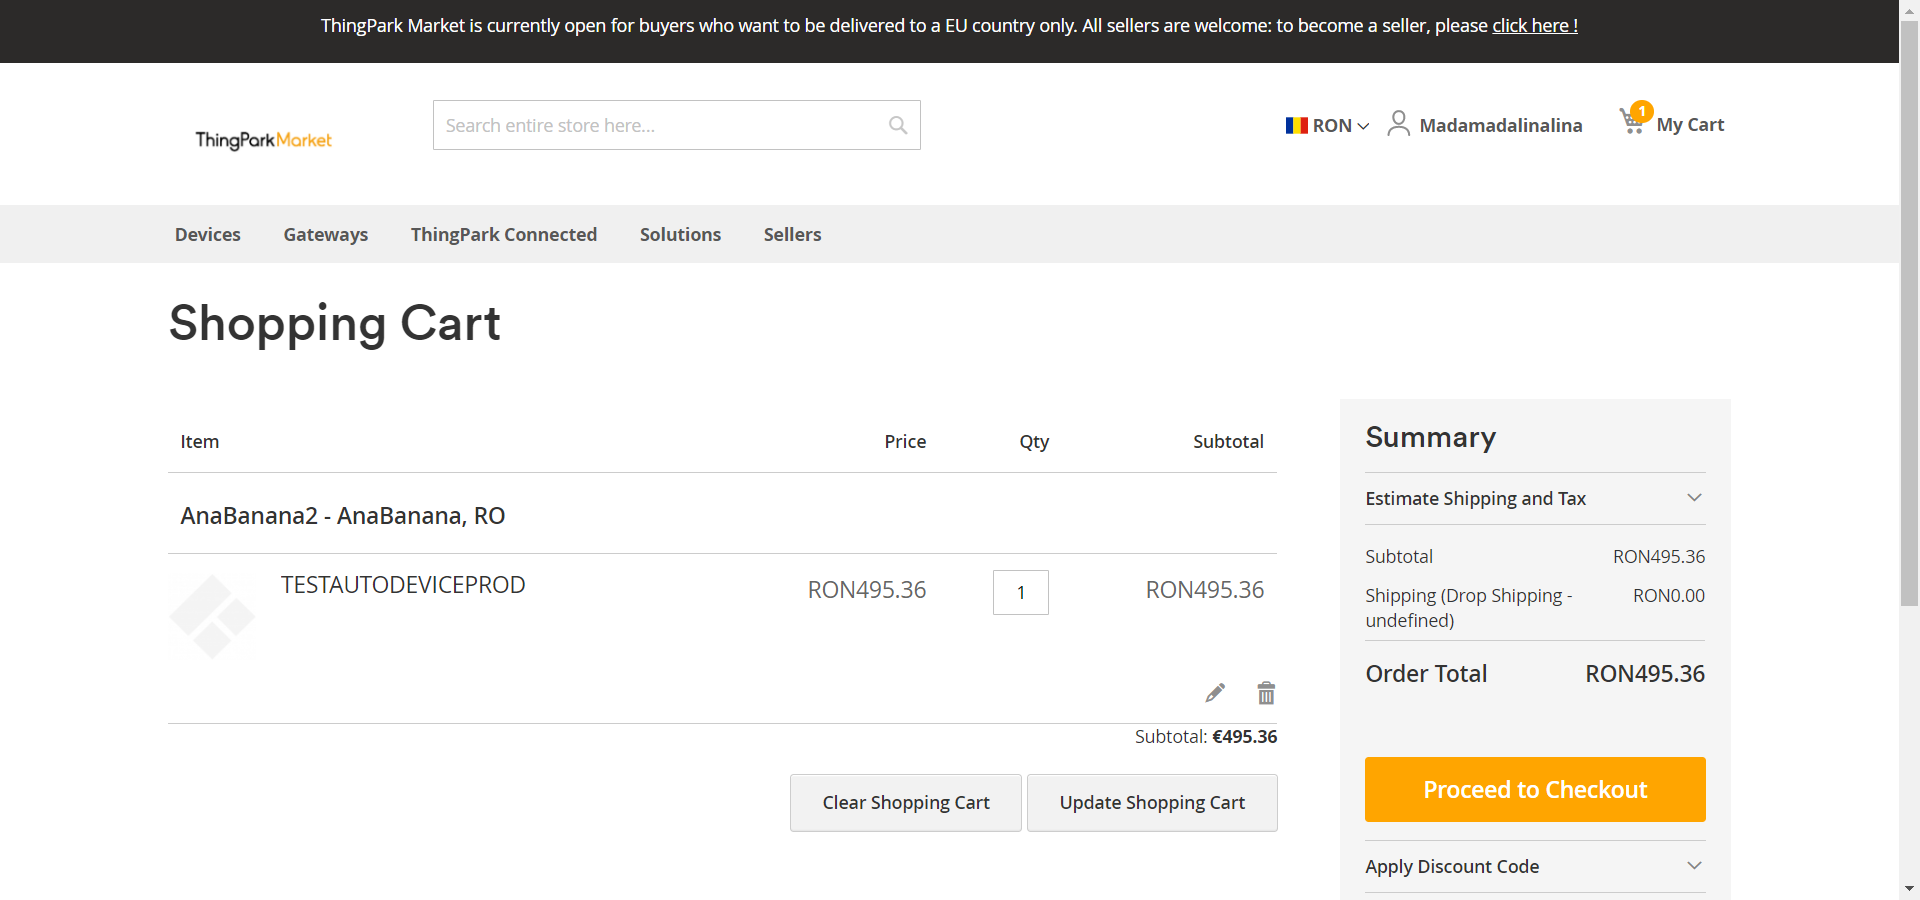 ThingPark Market is currently open for buyers who want to be delivered to a EU country only. All sellers are welcome: to become a seller, please click here !
ThingParkMarket
Search entire store here...
RON
Madamadalinalina
1
My Cart
Devices
Gateways
ThingPark Connected
Solutions
Sellers
Shopping Cart
Item Price Qty Subtotal
AnaBanana2 - AnaBanana, RO
TESTAUTODEVICEPROD RON495.36 1 RON495.36
Subtotal: €495.36
Clear Shopping Cart
Update Shopping Cart
Summary
Estimate Shipping and Tax
Subtotal RON495.36
Shipping (Drop Shipping - RON0.00
undefined)
Order Total RON495.36
Proceed to Checkout
Apply Discount Code